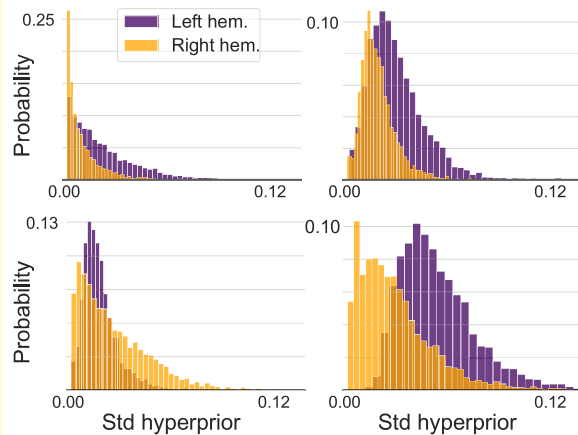 0.25
Left hem.
Right hem.
0.10
Probability
0.00
0.12
0.00
0.12
0.13
0.10
Probability
0.00
0.12
0.00
0.12
Std hyperprior
Std hyperprior